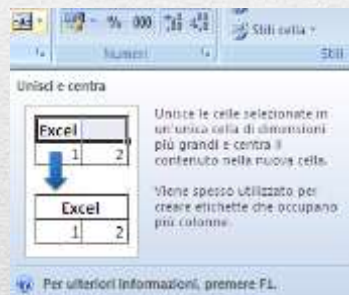 % 000
Stili cella
Numeri
Stili
Unisci e centra
Excel
1 2
Excel
1 2
Unisce le celle selezionate in
un'unica cella di dimensioni
più grandi e centra il
contenuto nella nuova cella.
Viene spesso utilizzato per
creare etichette che occupano
più colonne.
Per ulteriori informazioni, premere F1.